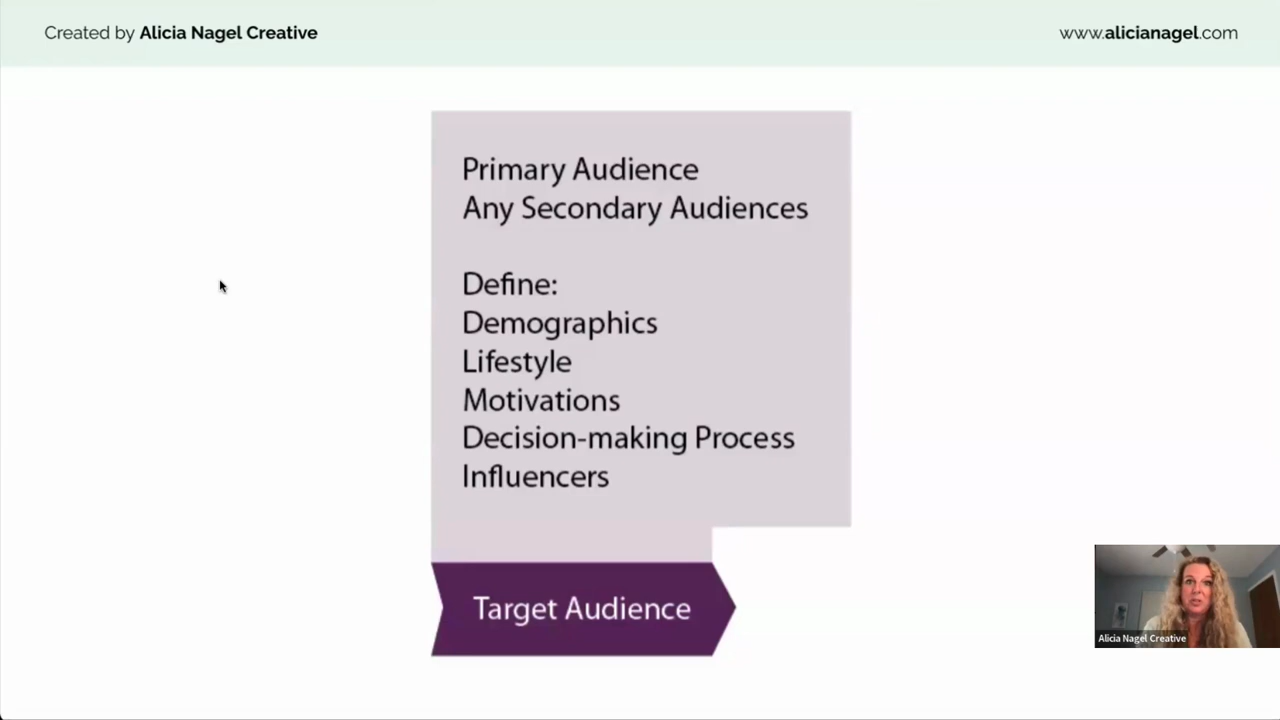 Created by Alicia Nagel Creative
www.alicianagel.com
Primary Audience
Any Secondary Audiences
Define:
Demographics
Lifestyle
Motivations
Decision-making Process
Influencers
Target Audience
Alicia Nagel Creative